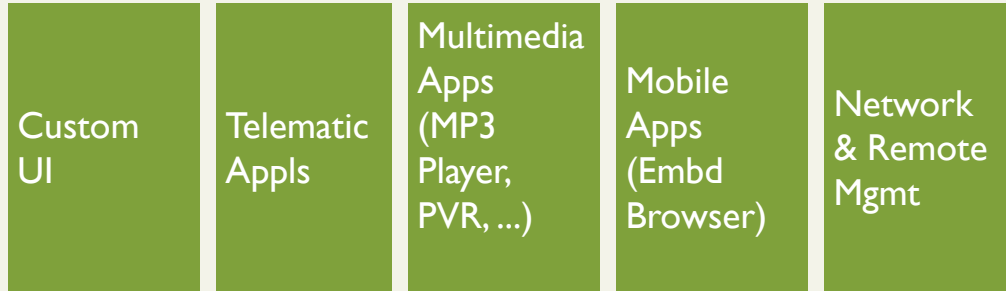 Custom
UI
Telematic
Appls
Multimedia
Apps
(MP3
Player,
PVR, ...)
Mobile
Apps
(Embd
Browser)
Network
& Remote
Mgmt